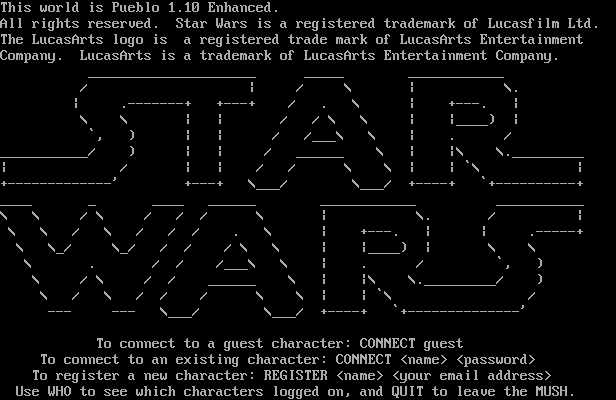 This world is Pueblo 1.10 Enhanced.
All rights reserved.  Star Wars is a registered trademark of Lucasfilm Ltd.
The LucasArts logo is  a registered trade mark of LucasArts Entertainment
Company.  LucasArts is a trademark of LucasArts Entertainment Company.
STAR
WARS
To connect to a guest character: CONNECT guest
To connect to an existing character: CONNECT <name> <password>
To register a new character: REGISTER <name> <your email address>
Use WHO to see which characters logged on, and QUIT to leave the MUSH.